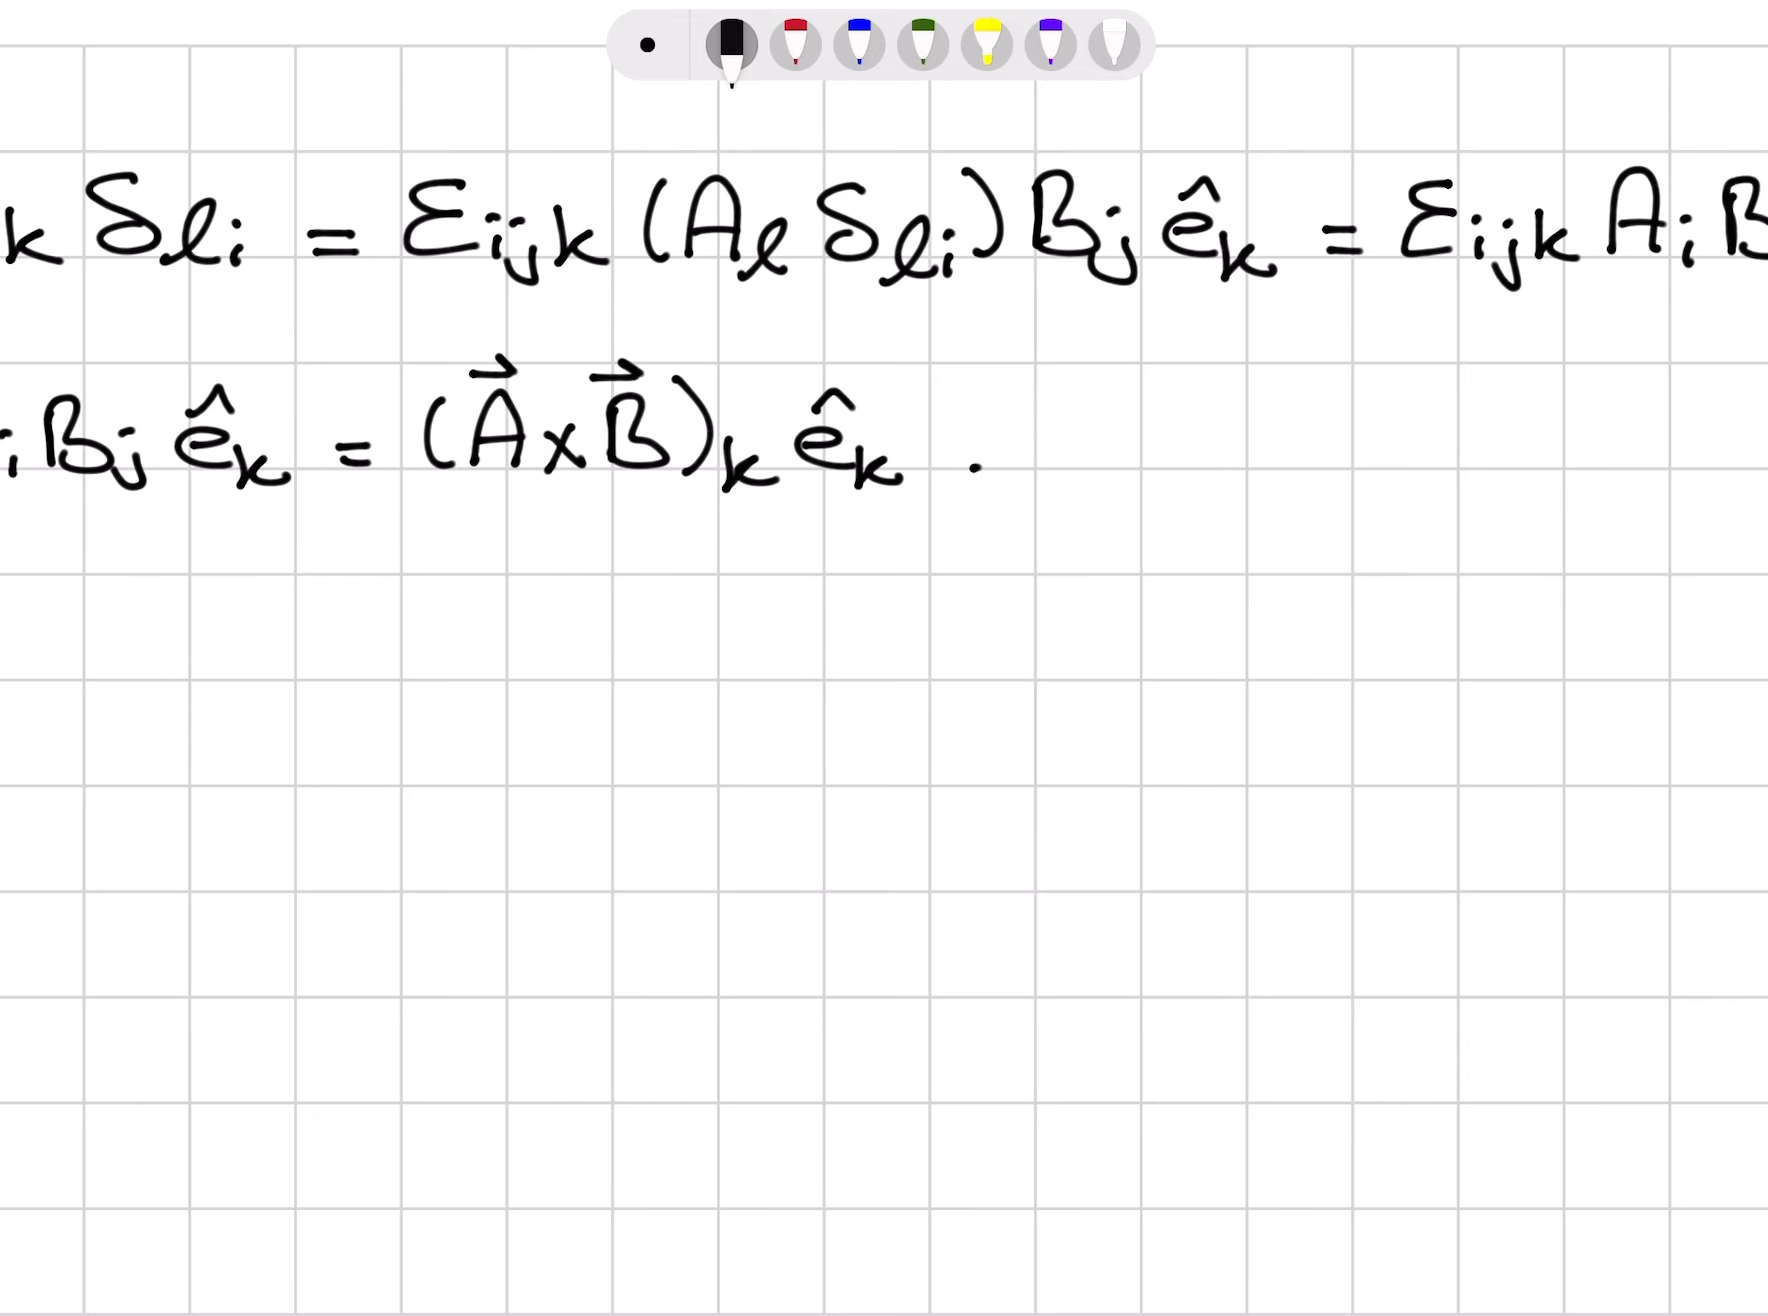 k δₗᵢ = εᵢⱼₖ (Aₗ δₗᵢ) Bⱼ êₖ = εᵢⱼₖ Aᵢ B
ᵢ Bⱼ êₖ = (A⃗ × B⃗)ₖ êₖ .